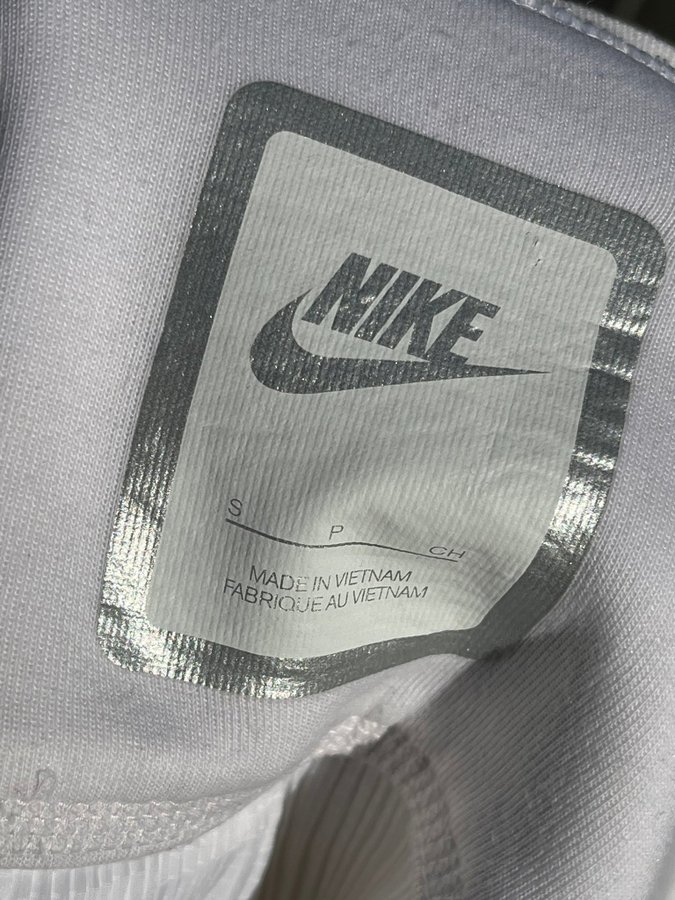 NIKE
S P CH
MADE IN VIETNAM
FABRIQUE AU VIETNAM